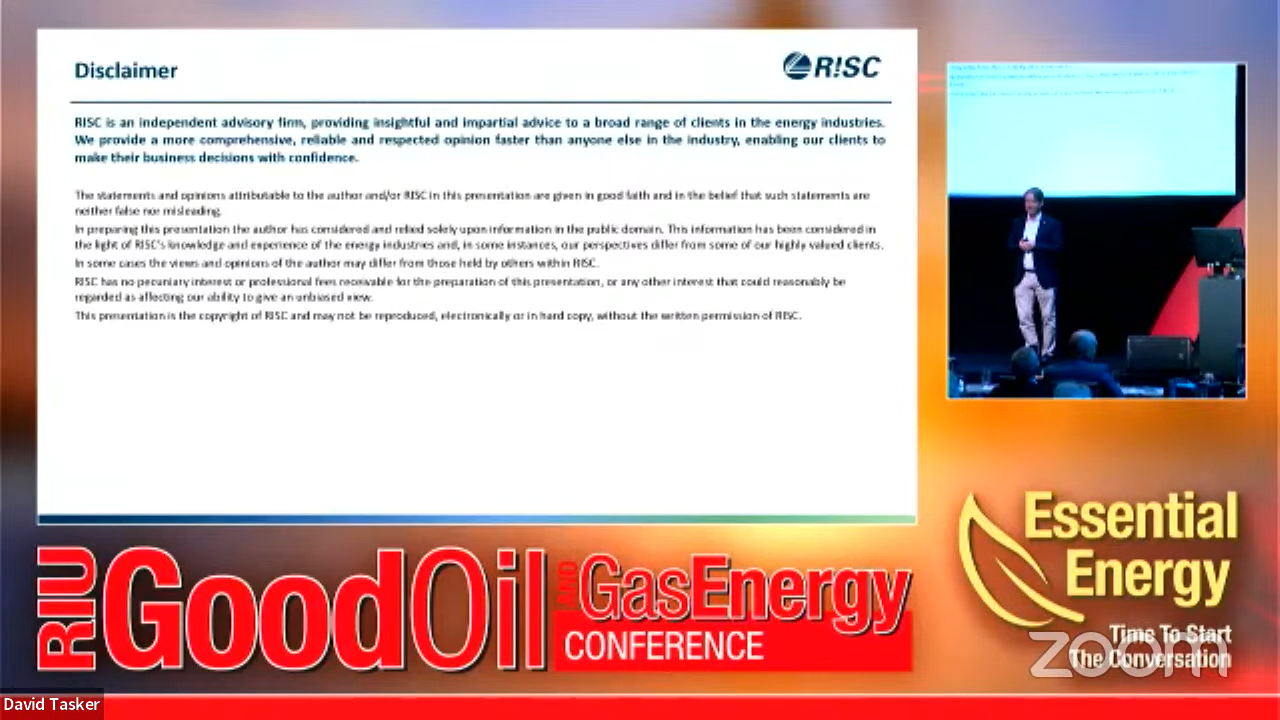 Disclaimer
R!SC
RISC is an independent advisory firm, providing insightful and impartial advice to a broad range of clients in the energy industries.
We provide a more comprehensive, reliable and respected opinion faster than anyone else in the industry, enabling our clients to
make their business decisions with confidence.
The statements and opinions attributable to the author and/or RISC in this presentation are given in good faith and in the belief that such statements are
neither false nor misleading.
In preparing this presentation the author has considered and relied solely upon information in the public domain. This information has been considered in
the light of RISC's knowledge and experience of the energy industries and, in some instances, our perspectives differ from some of our highly valued clients.
In some cases the views and opinions of the author may differ from those held by others within RISC.
RISC has no pecuniary interest or professional fees receivable for the preparation of this presentation, or any other interest that could reasonably be
regarded as affecting our ability to give an unbiased view.
This presentation is the copyright of RISC and may not be reproduced, electronically or in hard copy, without the written permission of RISC.
RIU GoodOil AND GasEnergy
CONFERENCE
Essential
Energy
Time To Start
The Conversation
zoom
David Tasker